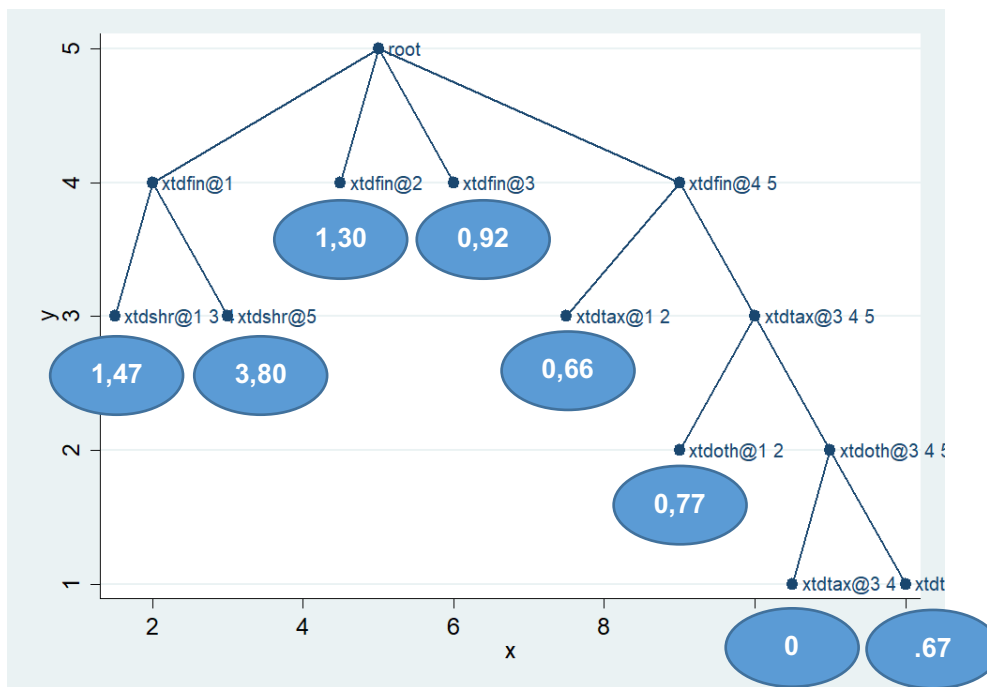 5
root
4
xtdfin@1
xtdfin@2
xtdfin@3
xtdfin@4 5
1,30
0,92
y
3
xtdshr@1 3 4
xtdshr@5
xtdtax@1 2
xtdtax@3 4 5
1,47
3,80
0,66
2
xtdoth@1 2
xtdoth@3 4 5
0,77
1
xtdtax@3 4
xtdt
2
4
6
8
x
0
.67